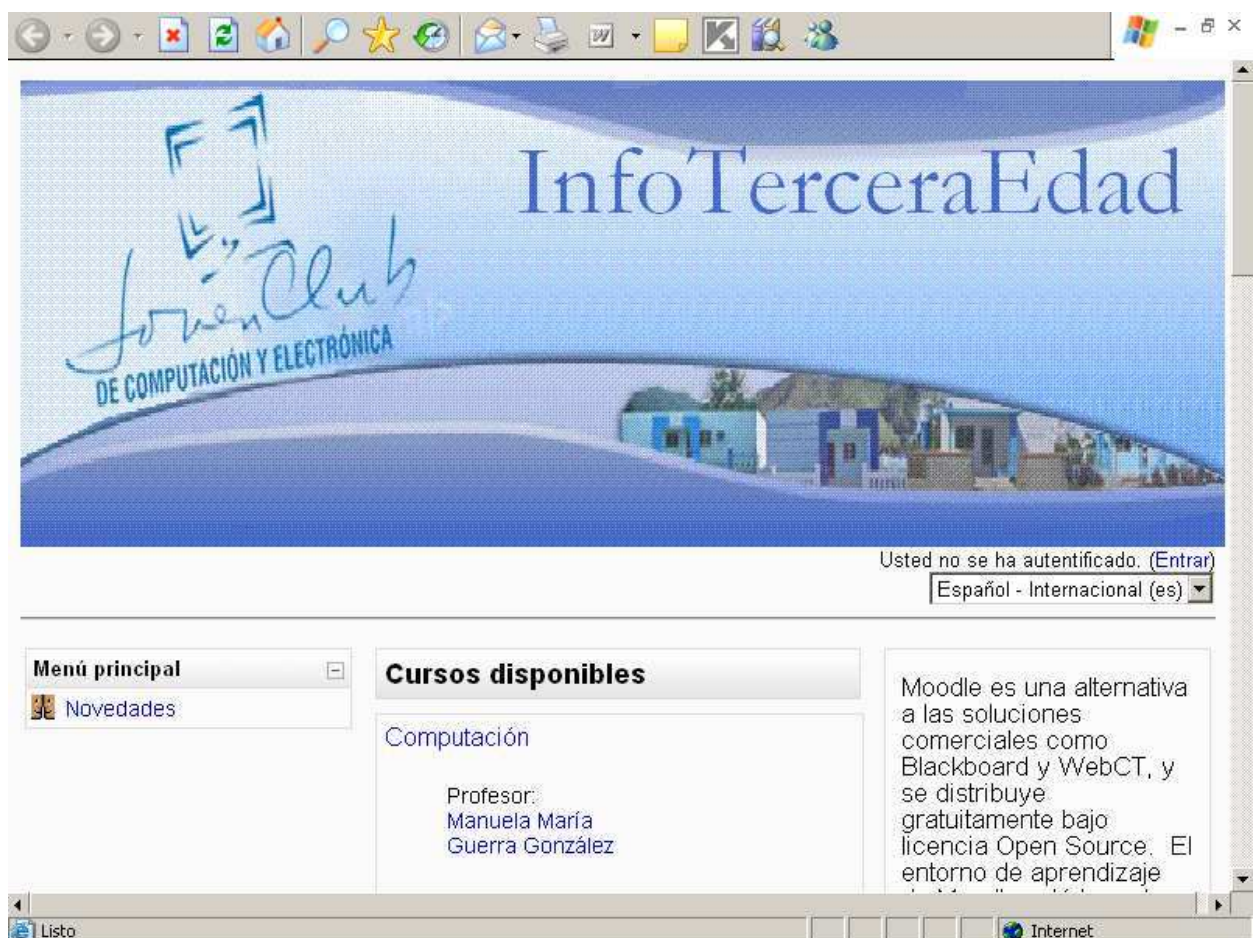 InfoTerceraEdad
Joven Club
DE COMPUTACIÓN Y ELECTRÓNICA
Usted no se ha autentificado. (Entrar)
Español - Internacional (es)
Menú principal
Novedades
Cursos disponibles
Computación
Profesor:
Manuela María
Guerra González
Moodle es una alternativa
a las soluciones
comerciales como
Blackboard y WebCT, y
se distribuye
gratuitamente bajo
licencia Open Source. El
entorno de aprendizaje
Listo
Internet